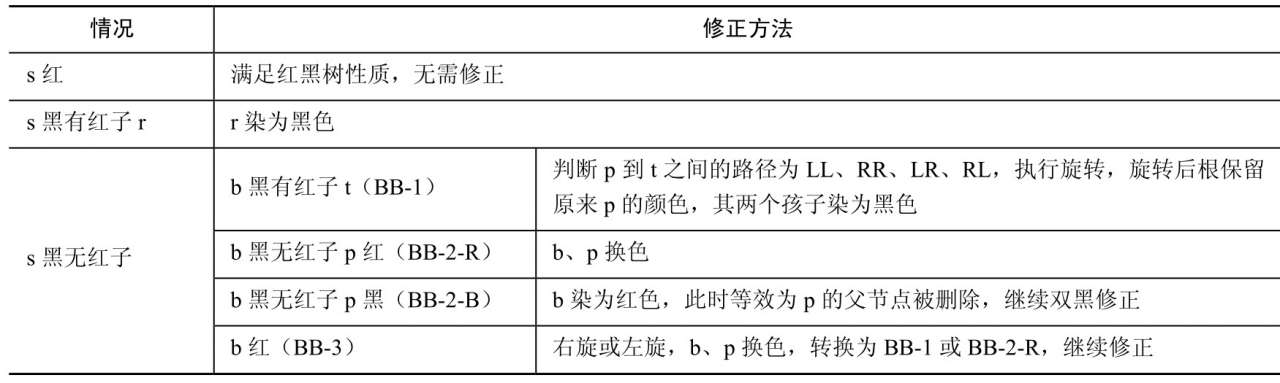 情况 修正方法
s 红 满足红黑树性质，无需修正
s 黑有红子 r r 染为黑色
s 黑无红子
b 黑有红子 t（BB-1）
判断 p 到 t 之间的路径为 LL、RR、LR、RL，执行旋转，旋转后根保留
原来 p 的颜色，其两个孩子染为黑色
b 黑无红子 p 红（BB-2-R） b、p 换色
b 黑无红子 p 黑（BB-2-B） b 染为红色，此时等效为 p 的父节点被删除，继续双黑修正
b 红（BB-3） 右旋或左旋，b、p 换色，转换为 BB-1 或 BB-2-R，继续修正